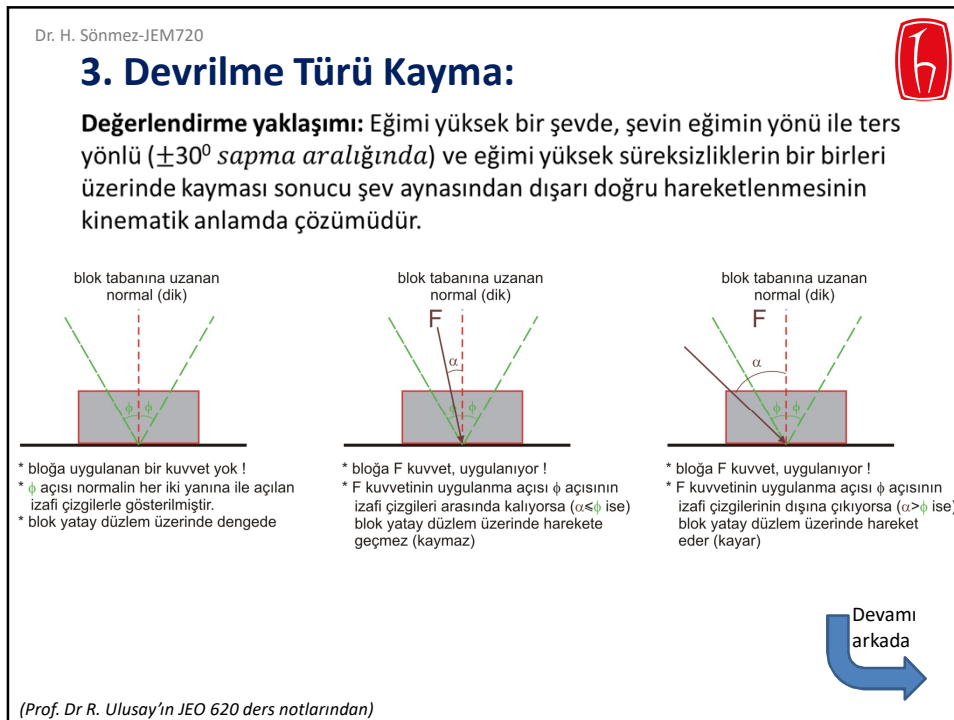 Dr. H. Sönmez-JEM720
3. Devrilme Türü Kayma:
Değerlendirme yaklaşımı: Eğimi yüksek bir şevde, şevin eğimin yönü ile ters
yönlü (±30⁰ sapma aralığında) ve eğimi yüksek süreksizliklerin bir birleri
üzerinde kayması sonucu şev aynasından dışarı doğru hareketlenmesinin
kinematik anlamda çözümüdür.
blok tabanına uzanan
normal (dik)
ϕ ϕ
* bloğa uygulanan bir kuvvet yok !
* ϕ açısı normalin her iki yanına ile açılan
izafi çizgilerle gösterilmiştir.
* blok yatay düzlem üzerinde dengede
blok tabanına uzanan
normal (dik)
F
α
ϕ ϕ
* bloğa F kuvvet, uygulanıyor !
* F kuvvetinin uygulanma açısı ϕ açısının
izafi çizgileri arasında kalıyorsa (α≤ϕ ise)
blok yatay düzlem üzerinde harekete
geçmez (kaymaz)
blok tabanına uzanan
normal (dik)
F
α
ϕ ϕ
* bloğa F kuvvet, uygulanıyor !
* F kuvvetinin uygulanma açısı ϕ açısının
izafi çizgilerinin dışına çıkıyorsa (α>ϕ ise)
blok yatay düzlem üzerinde hareket
eder (kayar)
Devamı
arkada
(Prof. Dr R. Ulusay'ın JEO 620 ders notlarından)